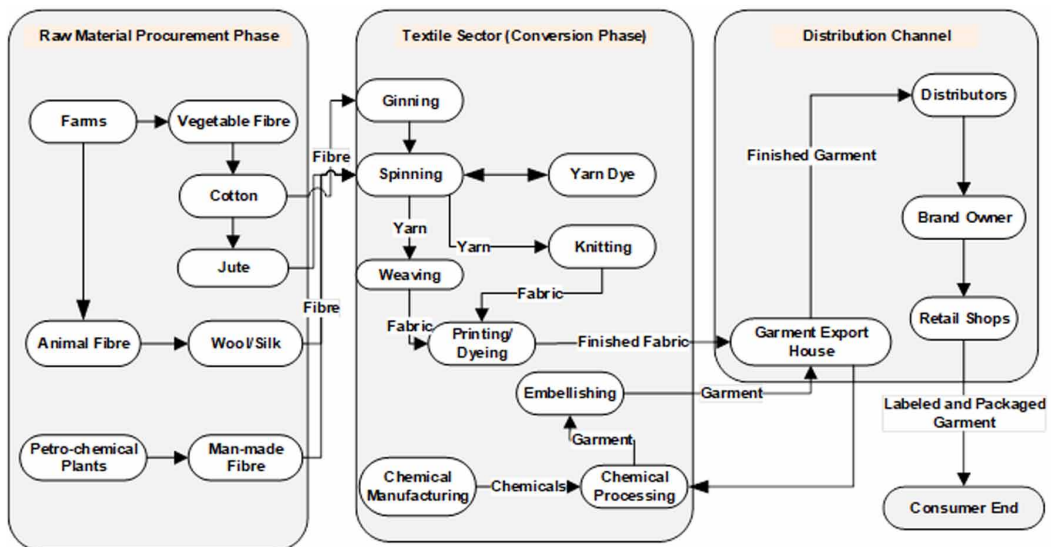 Raw Material Procurement Phase
Farms
Vegetable Fibre
Cotton
Jute
Animal Fibre
Wool/Silk
Petro-chemical
Plants
Man-made
Fibre
Fibre
Fibre
Textile Sector (Conversion Phase)
Ginning
Spinning
Yarn Dye
Yarn
Yarn
Knitting
Weaving
Fabric
Fabric
Printing/
Dyeing
Finished Fabric
Embellishing
Garment
Garment
Chemical
Manufacturing
Chemicals
Chemical
Processing
Distribution Channel
Distributors
Finished Garment
Brand Owner
Retail Shops
Garment Export
House
Labeled and Packaged
Garment
Consumer End